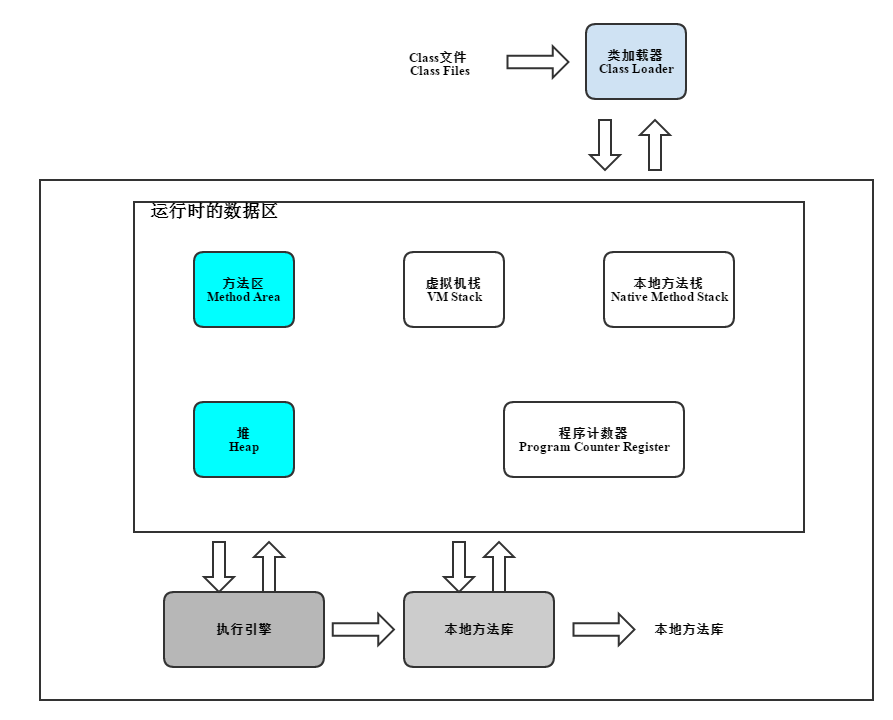 Class文件
Class Files
类加载器
Class Loader
运行时的数据区
方法区
Method Area
虚拟机栈
VM Stack
本地方法栈
Native Method Stack
堆
Heap
程序计数器
Program Counter Register
执行引擎
本地方法库
本地方法库